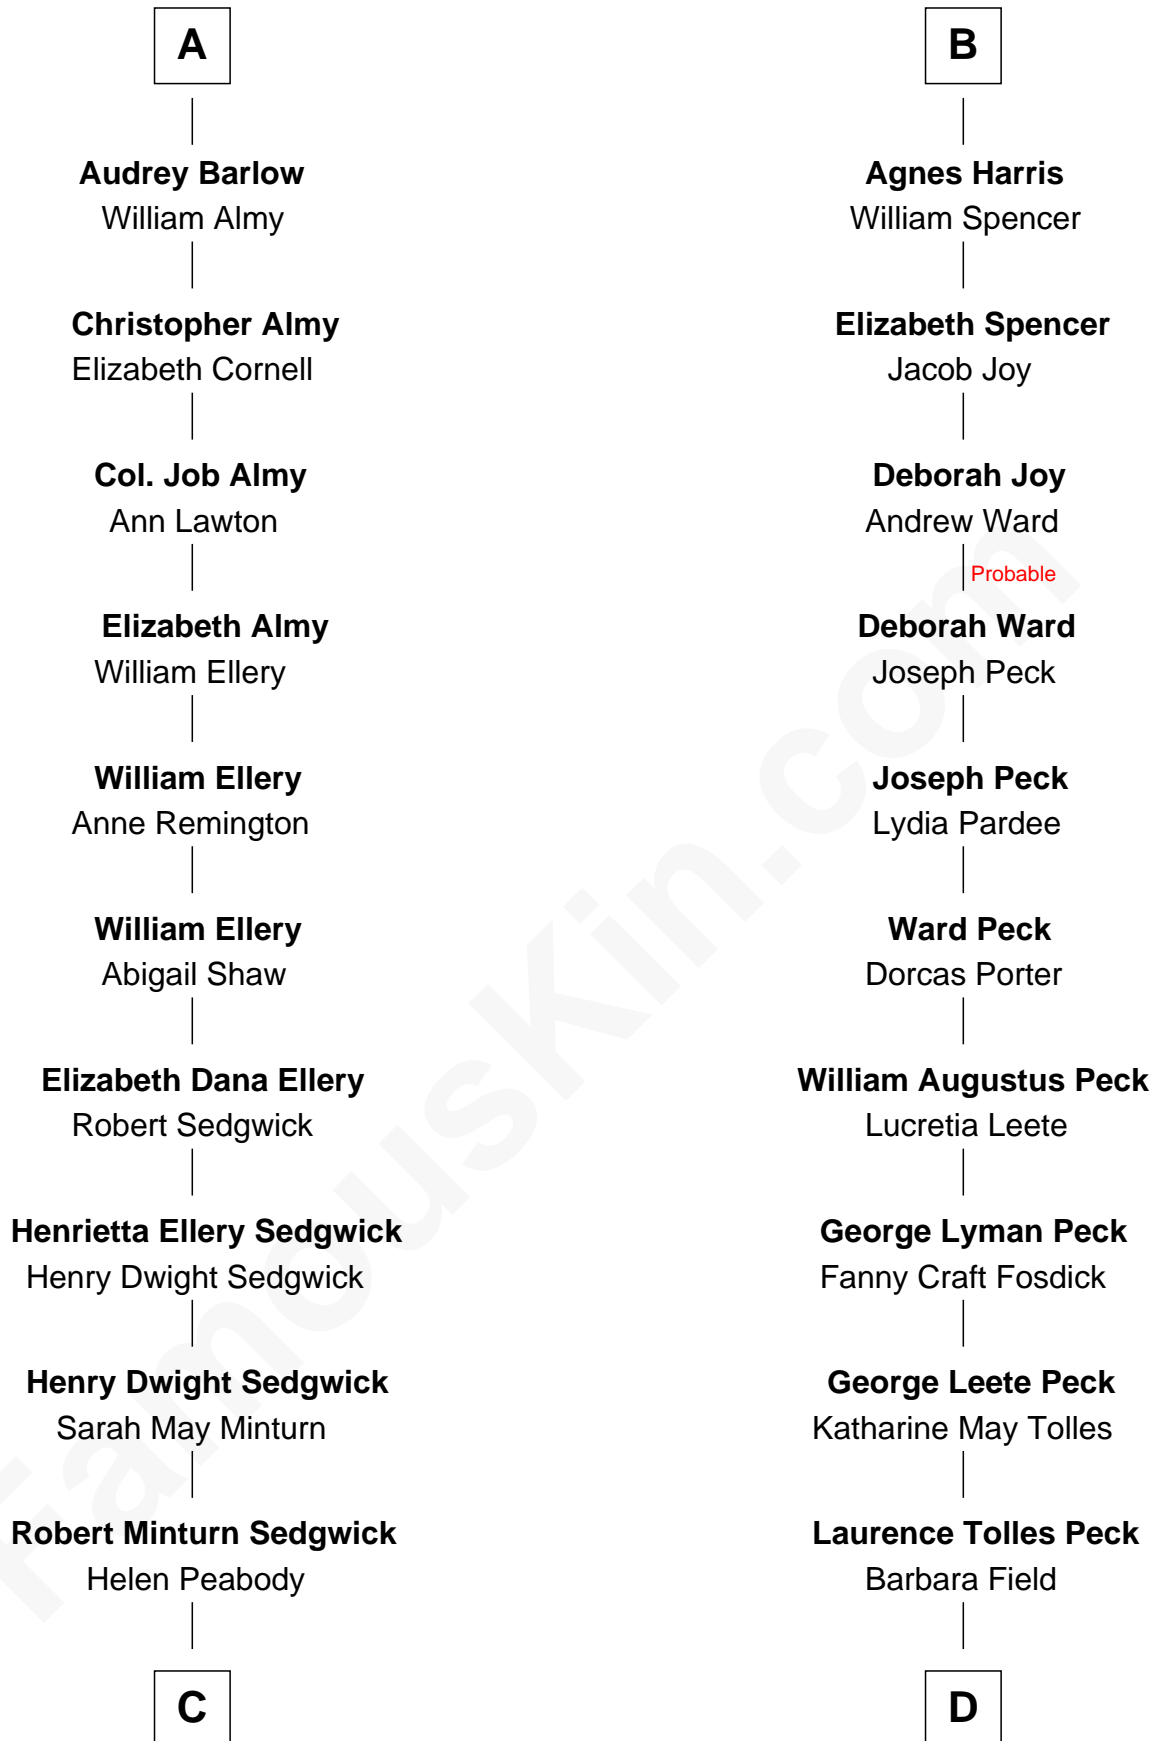 A
Audrey Barlow
William Almy
Christopher Almy
Elizabeth Cornell
Col. Job Almy
Ann Lawton
Elizabeth Almy
William Ellery
William Ellery
Anne Remington
William Ellery
Abigail Shaw
Elizabeth Dana Ellery
Robert Sedgwick
Henrietta Ellery Sedgwick
Henry Dwight Sedgwick
Henry Dwight Sedgwick
Sarah May Minturn
Robert Minturn Sedgwick
Helen Peabody
C
B
Agnes Harris
William Spencer
Elizabeth Spencer
Jacob Joy
Deborah Joy
Andrew Ward
Probable
Deborah Ward
Joseph Peck
Joseph Peck
Lydia Pardee
Ward Peck
Dorcas Porter
William Augustus Peck
Lucretia Leete
George Lyman Peck
Fanny Craft Fosdick
George Leete Peck
Katharine May Tolles
Laurence Tolles Peck
Barbara Field
D
FamousKin.com